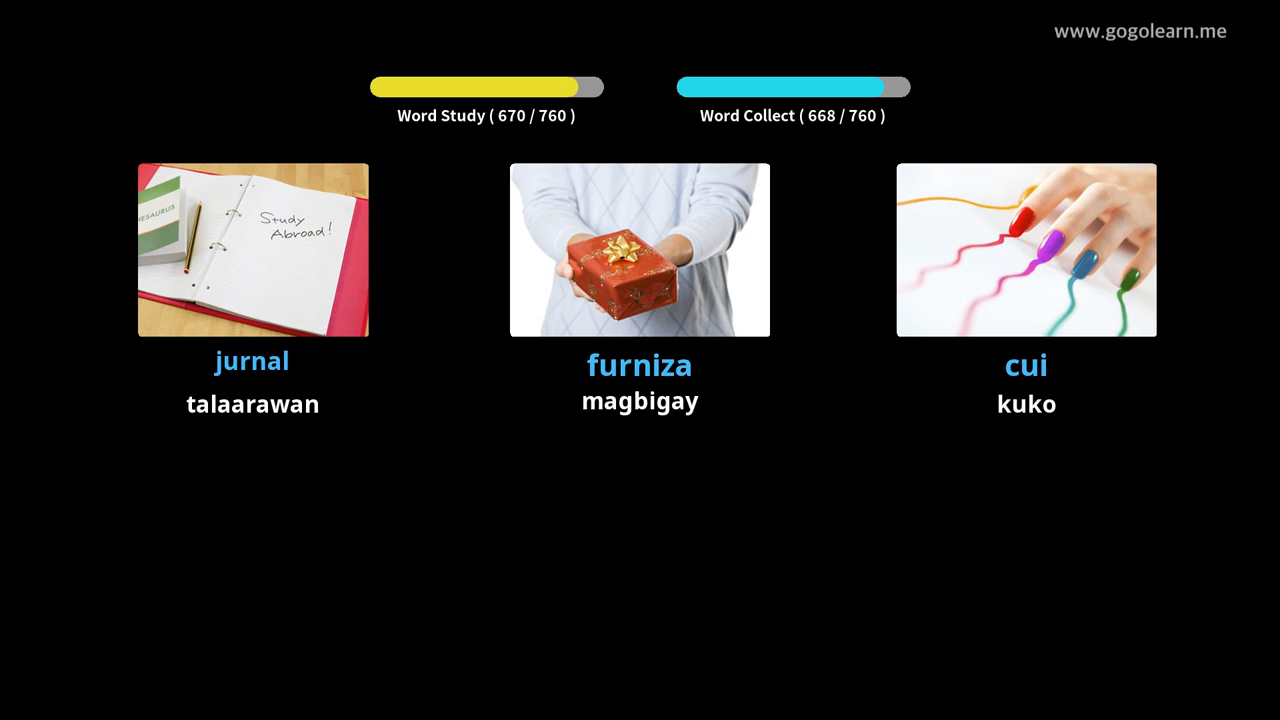 www.gogolearn.me
Word Study ( 670 / 760 )
Word Collect ( 668 / 760 )
HESAURUS
Study
Abroad!
jurnal
furniza
cui
talaarawan
magbigay
kuko